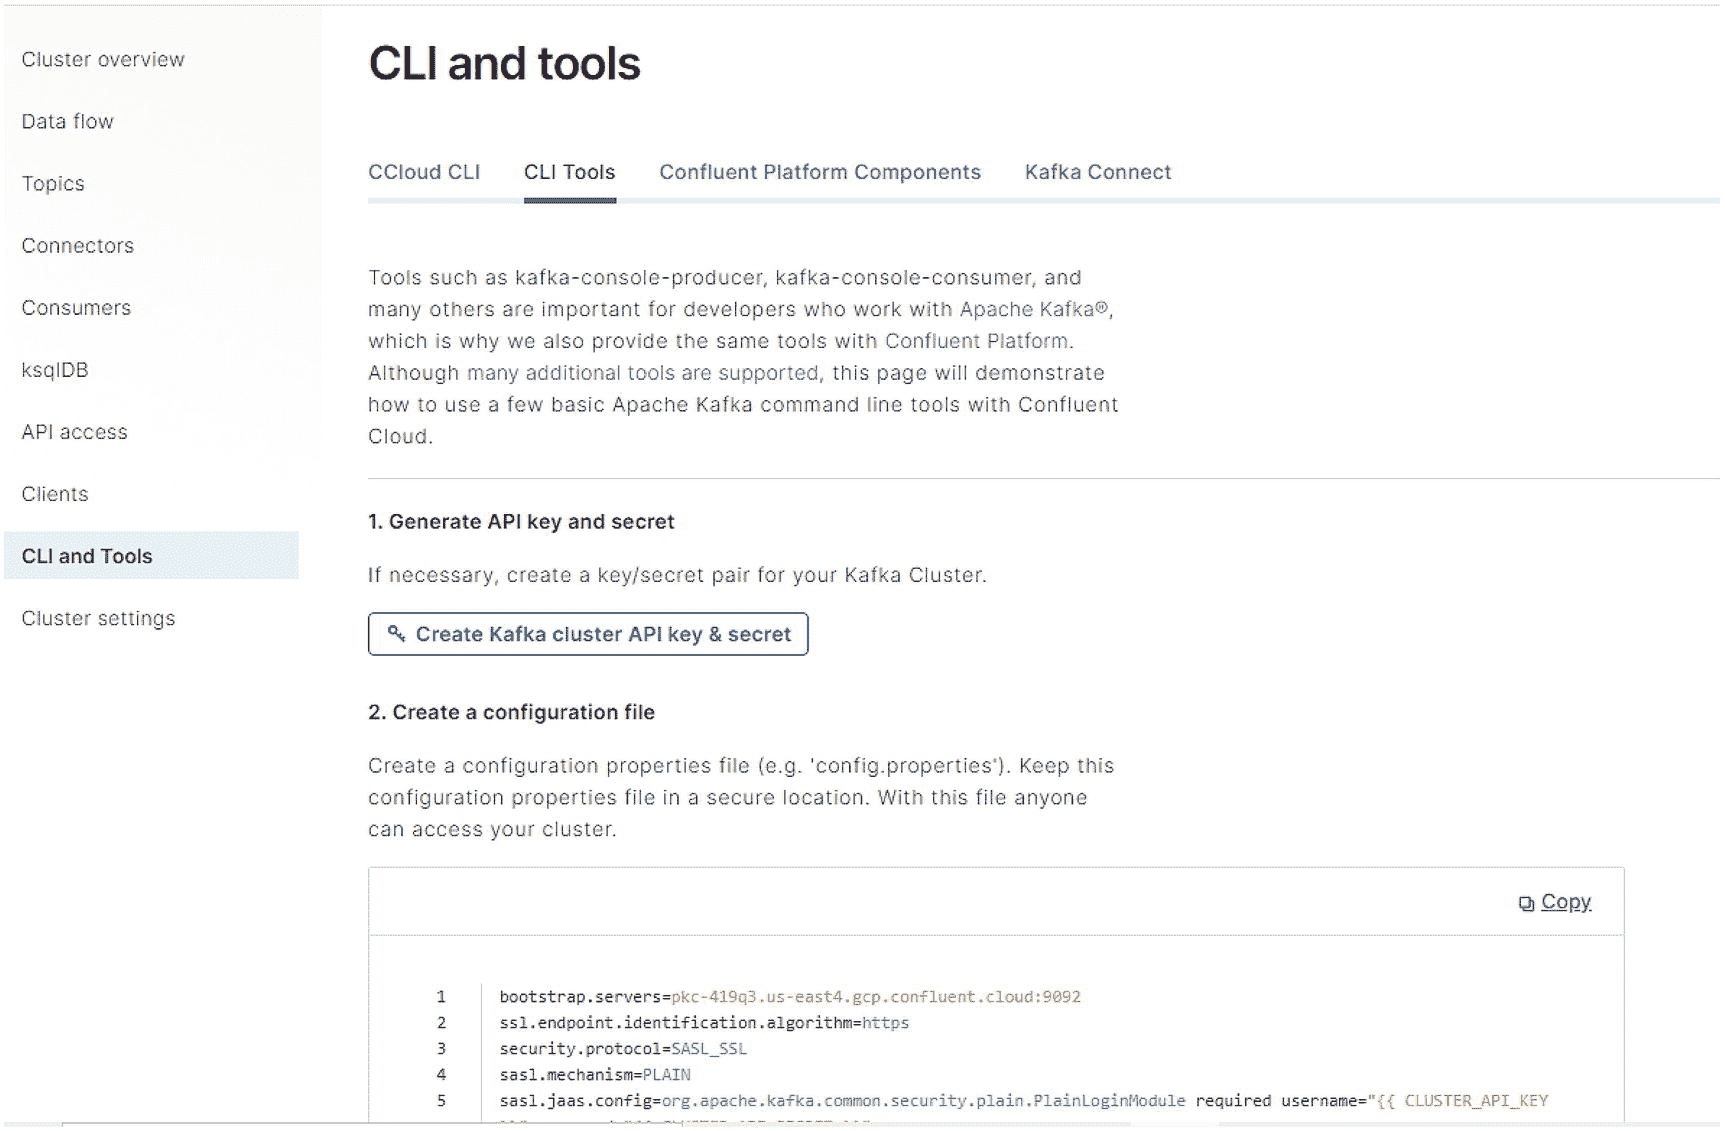 Cluster overview
Data flow
Topics
Connectors
Consumers
ksqlDB
API access
Clients
CLI and Tools
Cluster settings
CLI and tools
CCloud CLI
CLI Tools
Confluent Platform Components
Kafka Connect
Tools such as kafka-console-producer, kafka-console-consumer, and
many others are important for developers who work with Apache Kafka®,
which is why we also provide the same tools with Confluent Platform.
Although many additional tools are supported, this page will demonstrate
how to use a few basic Apache Kafka command line tools with Confluent
Cloud.
1. Generate API key and secret
If necessary, create a key/secret pair for your Kafka Cluster.
Create Kafka cluster API key & secret
2. Create a configuration file
Create a configuration properties file (e.g. 'config.properties'). Keep this
configuration properties file in a secure location. With this file anyone
can access your cluster.
Copy
1 bootstrap.servers=pkc-419q3.us-east4.gcp.confluent.cloud:9092
2 ssl.endpoint.identification.algorithm=https
3 security.protocol=SASL_SSL
4 sasl.mechanism=PLAIN
5 sasl.jaas.config=org.apache.kafka.common.security.plain.PlainLoginModule required username="{{ CLUSTER_API_KEY